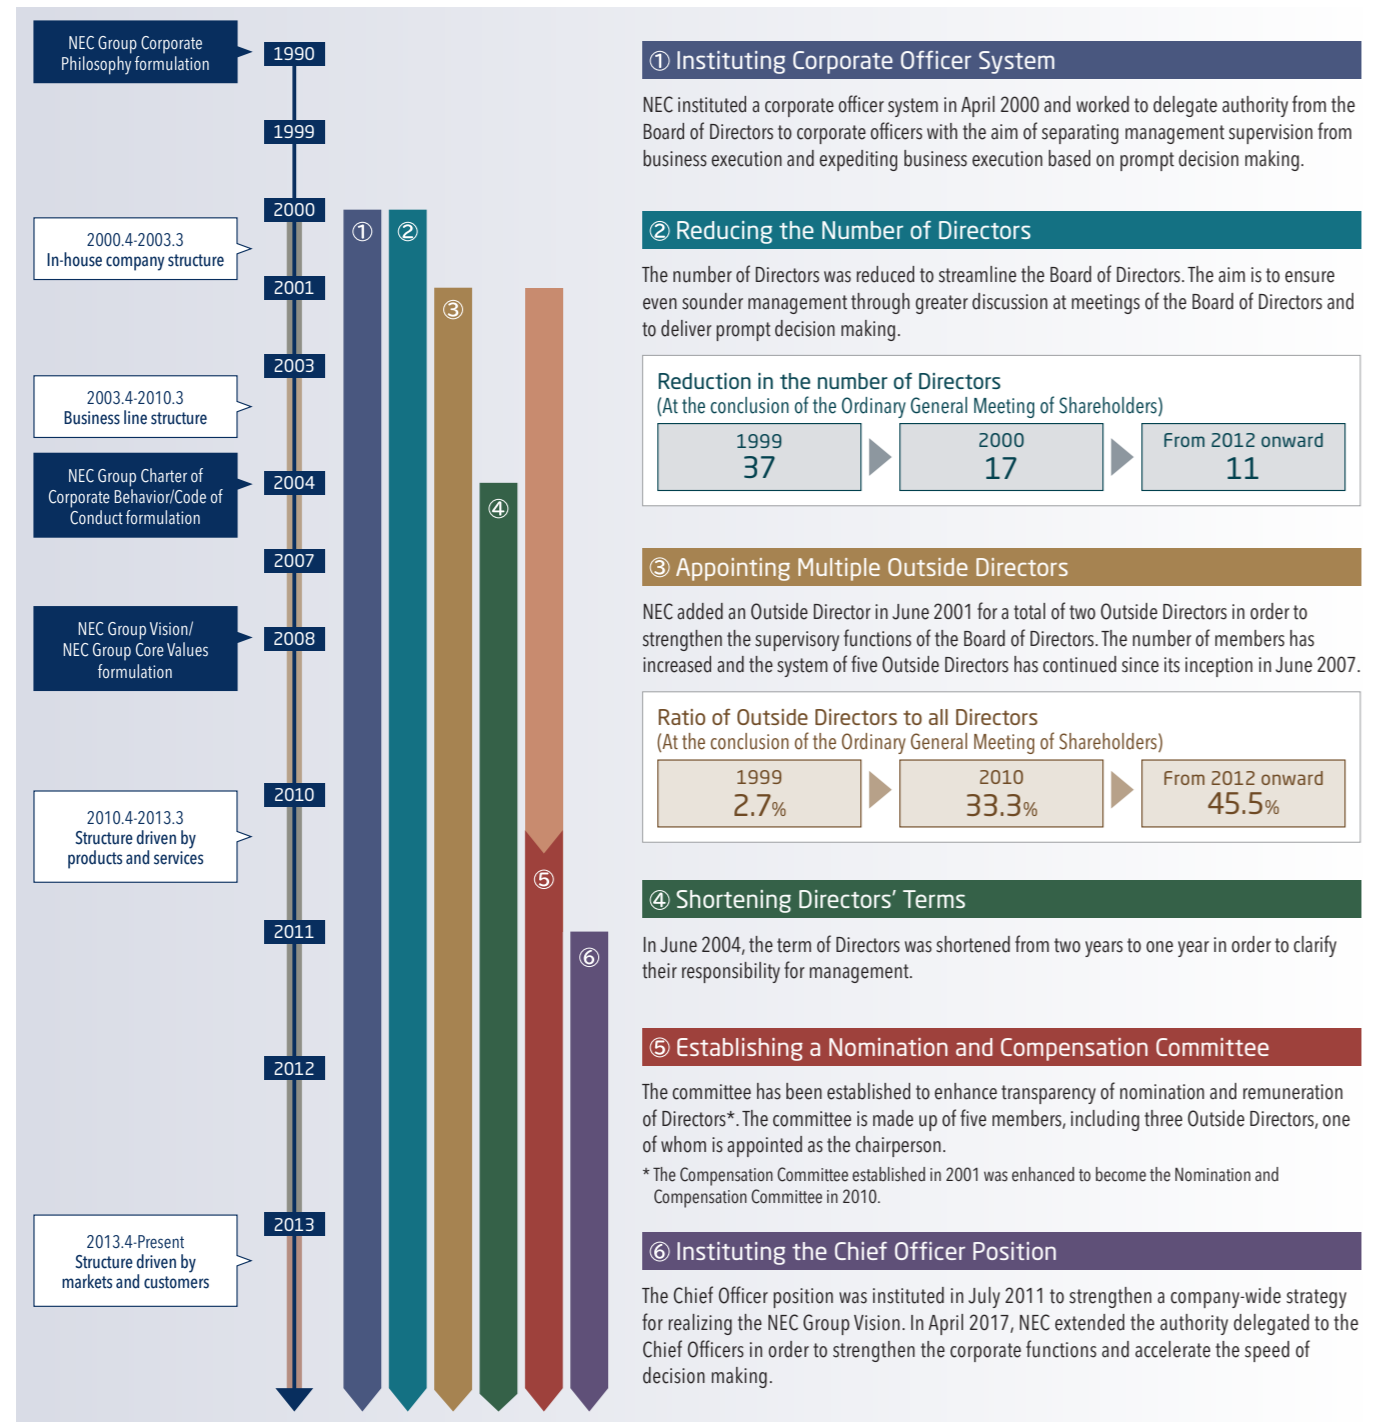 NEC Group Corporate
Philosophy formulation
1990
1999
2000
2000.4-2003.3
In-house company structure
2001
2003
2003.4-2010.3
Business line structure
NEC Group Charter of
Corporate Behavior/Code of
Conduct formulation
2004
2007
NEC Group Vision/
NEC Group Core Values
formulation
2008
2010
2010.4-2013.3
Structure driven by
products and services
2011
2012
2013
2013.4-Present
Structure driven by
markets and customers
①
②
③
④
⑤
⑥
① Instituting Corporate Officer System
NEC instituted a corporate officer system in April 2000 and worked to delegate authority from the
Board of Directors to corporate officers with the aim of separating management supervision from
business execution and expediting business execution based on prompt decision making.
② Reducing the Number of Directors
The number of Directors was reduced to streamline the Board of Directors. The aim is to ensure
even sounder management through greater discussion at meetings of the Board of Directors and
to deliver prompt decision making.
Reduction in the number of Directors
(At the conclusion of the Ordinary General Meeting of Shareholders)
1999
37
2000
17
From 2012 onward
11
③ Appointing Multiple Outside Directors
NEC added an Outside Director in June 2001 for a total of two Outside Directors in order to
strengthen the supervisory functions of the Board of Directors. The number of members has
increased and the system of five Outside Directors has continued since its inception in June 2007.
Ratio of Outside Directors to all Directors
(At the conclusion of the Ordinary General Meeting of Shareholders)
1999
2.7%
2010
33.3%
From 2012 onward
45.5%
④ Shortening Directors' Terms
In June 2004, the term of Directors was shortened from two years to one year in order to clarify
their responsibility for management.
⑤ Establishing a Nomination and Compensation Committee
The committee has been established to enhance transparency of nomination and remuneration
of Directors*. The committee is made up of five members, including three Outside Directors, one
of whom is appointed as the chairperson.
* The Compensation Committee established in 2001 was enhanced to become the Nomination and
Compensation Committee in 2010.
⑥ Instituting the Chief Officer Position
The Chief Officer position was instituted in July 2011 to strengthen a company-wide strategy
for realizing the NEC Group Vision. In April 2017, NEC extended the authority delegated to the
Chief Officers in order to strengthen the corporate functions and accelerate the speed of
decision making.